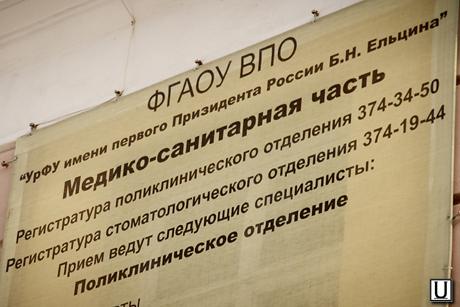 ФГАОУ ВПО
"УрФУ имени первого Президента России Б.Н. Ельцина"
Медико-санитарная часть
Регистратура поликлинического отделения 374-34-50
Регистратура стоматологического отделения 374-19-44
Прием ведут следующие специалисты:
Поликлиническое отделение
U